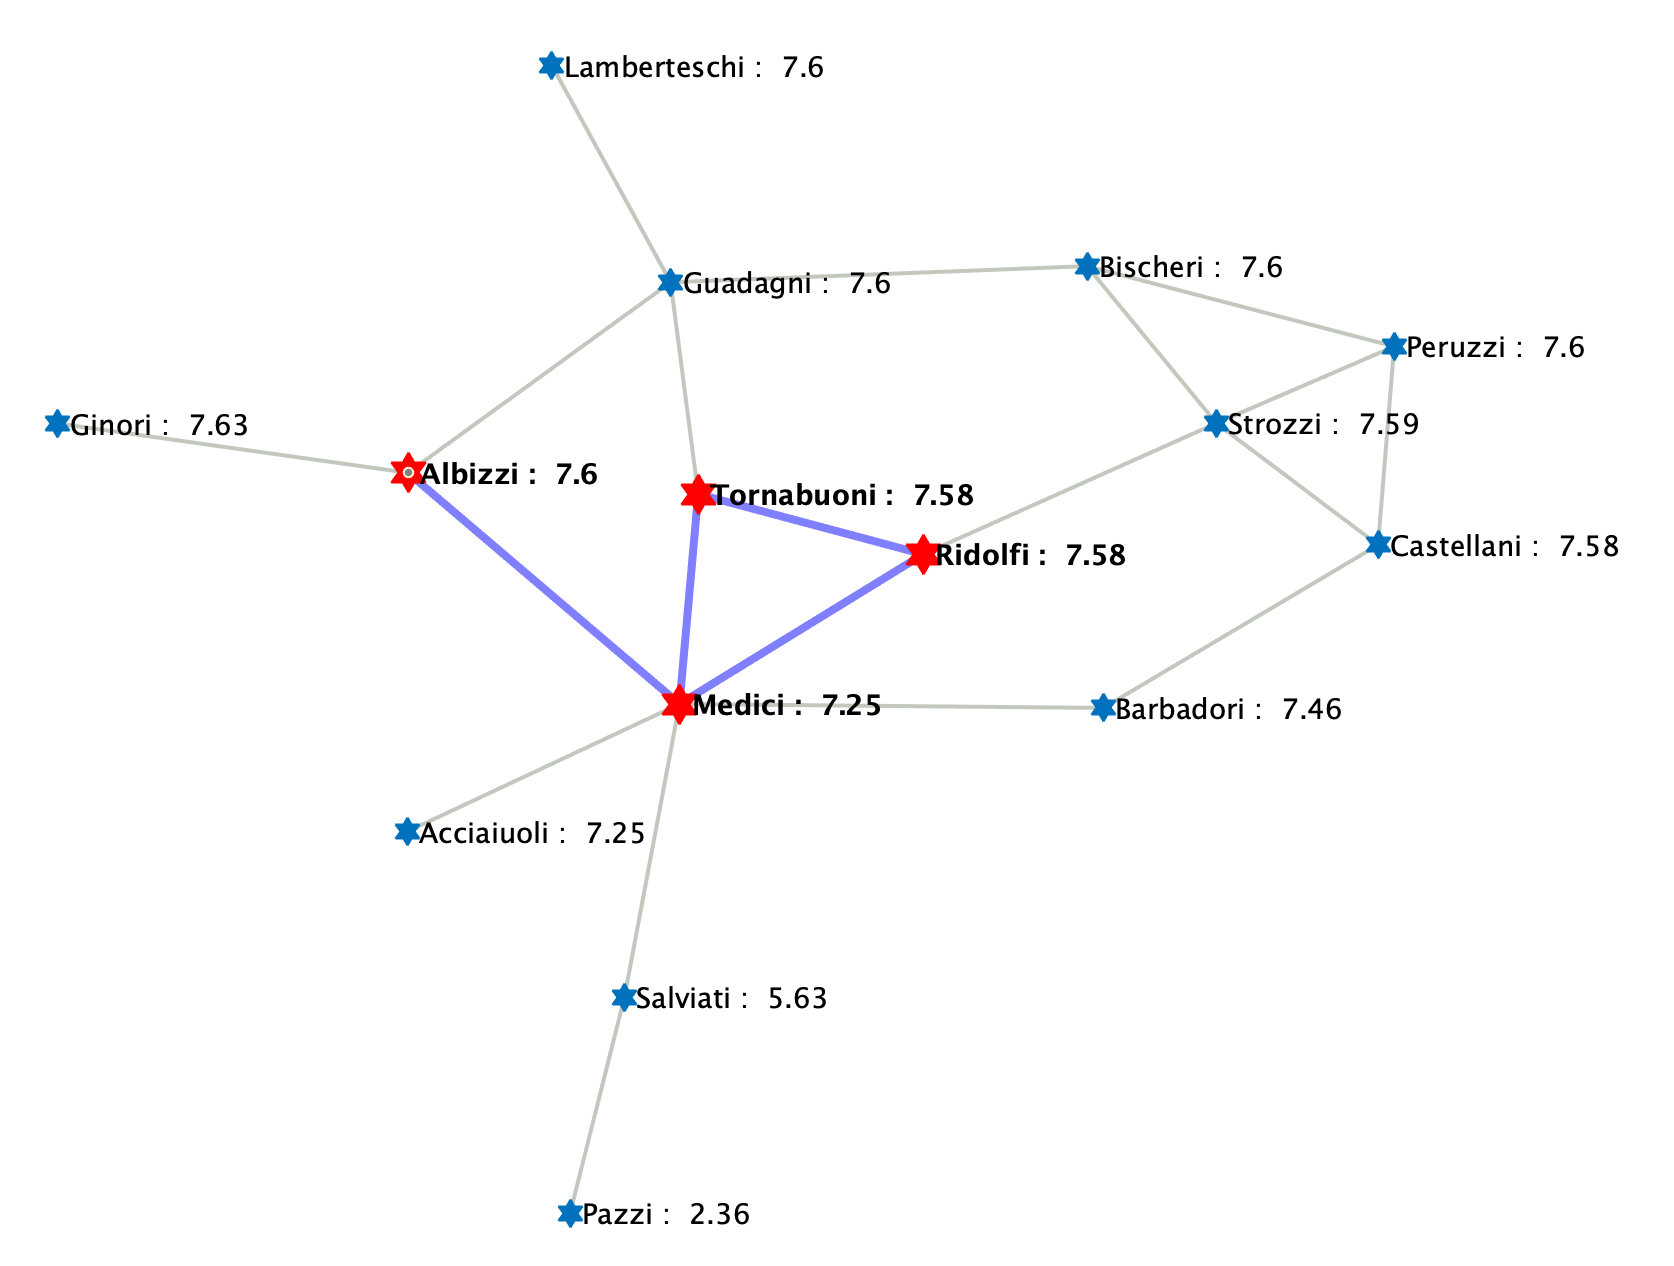 Lamberteschi :  7.6
Bischeri :  7.6
Guadagni :  7.6
Peruzzi :  7.6
Ginori :  7.63
Strozzi :  7.59
Albizzi :  7.6
Tornabuoni :  7.58
Castellani :  7.58
Ridolfi :  7.58
Medici :  7.25
Barbadori :  7.46
Acciaiuoli :  7.25
Salviati :  5.63
Pazzi :  2.36